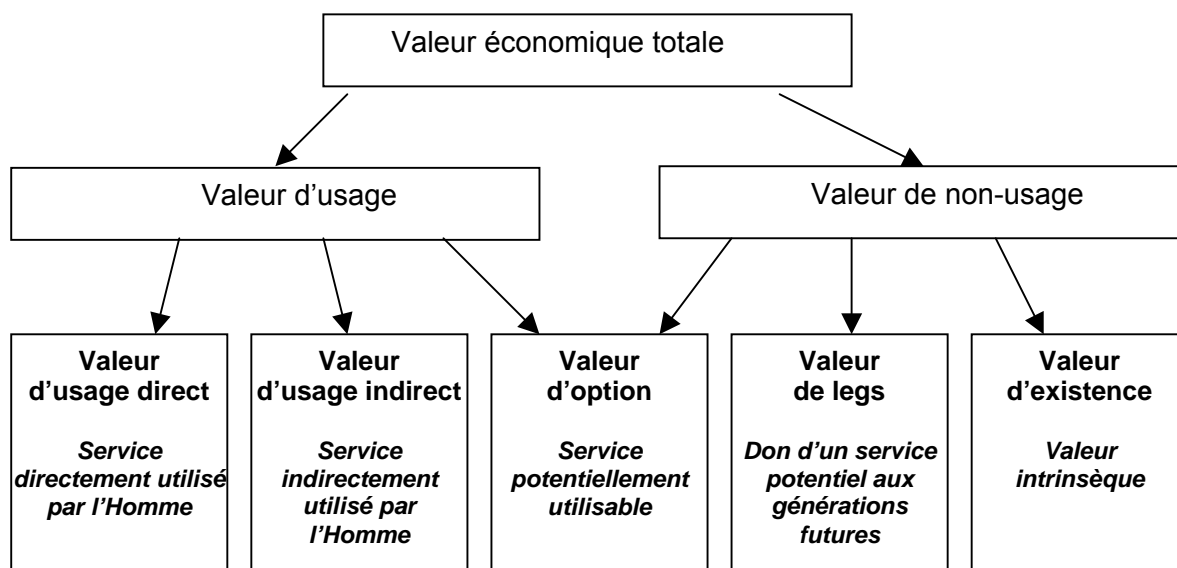 Valeur économique totale
Valeur d’usage
Valeur de non-usage
Valeur
d’usage direct
Service
directement utilisé
par l’Homme
Valeur
d’usage indirect
Service
indirectement
utilisé par
l’Homme
Valeur
d’option
Service
potentiellement
utilisable
Valeur
de legs
Don d’un service
potentiel aux
générations
futures
Valeur
d’existence
Valeur
intrinsèque